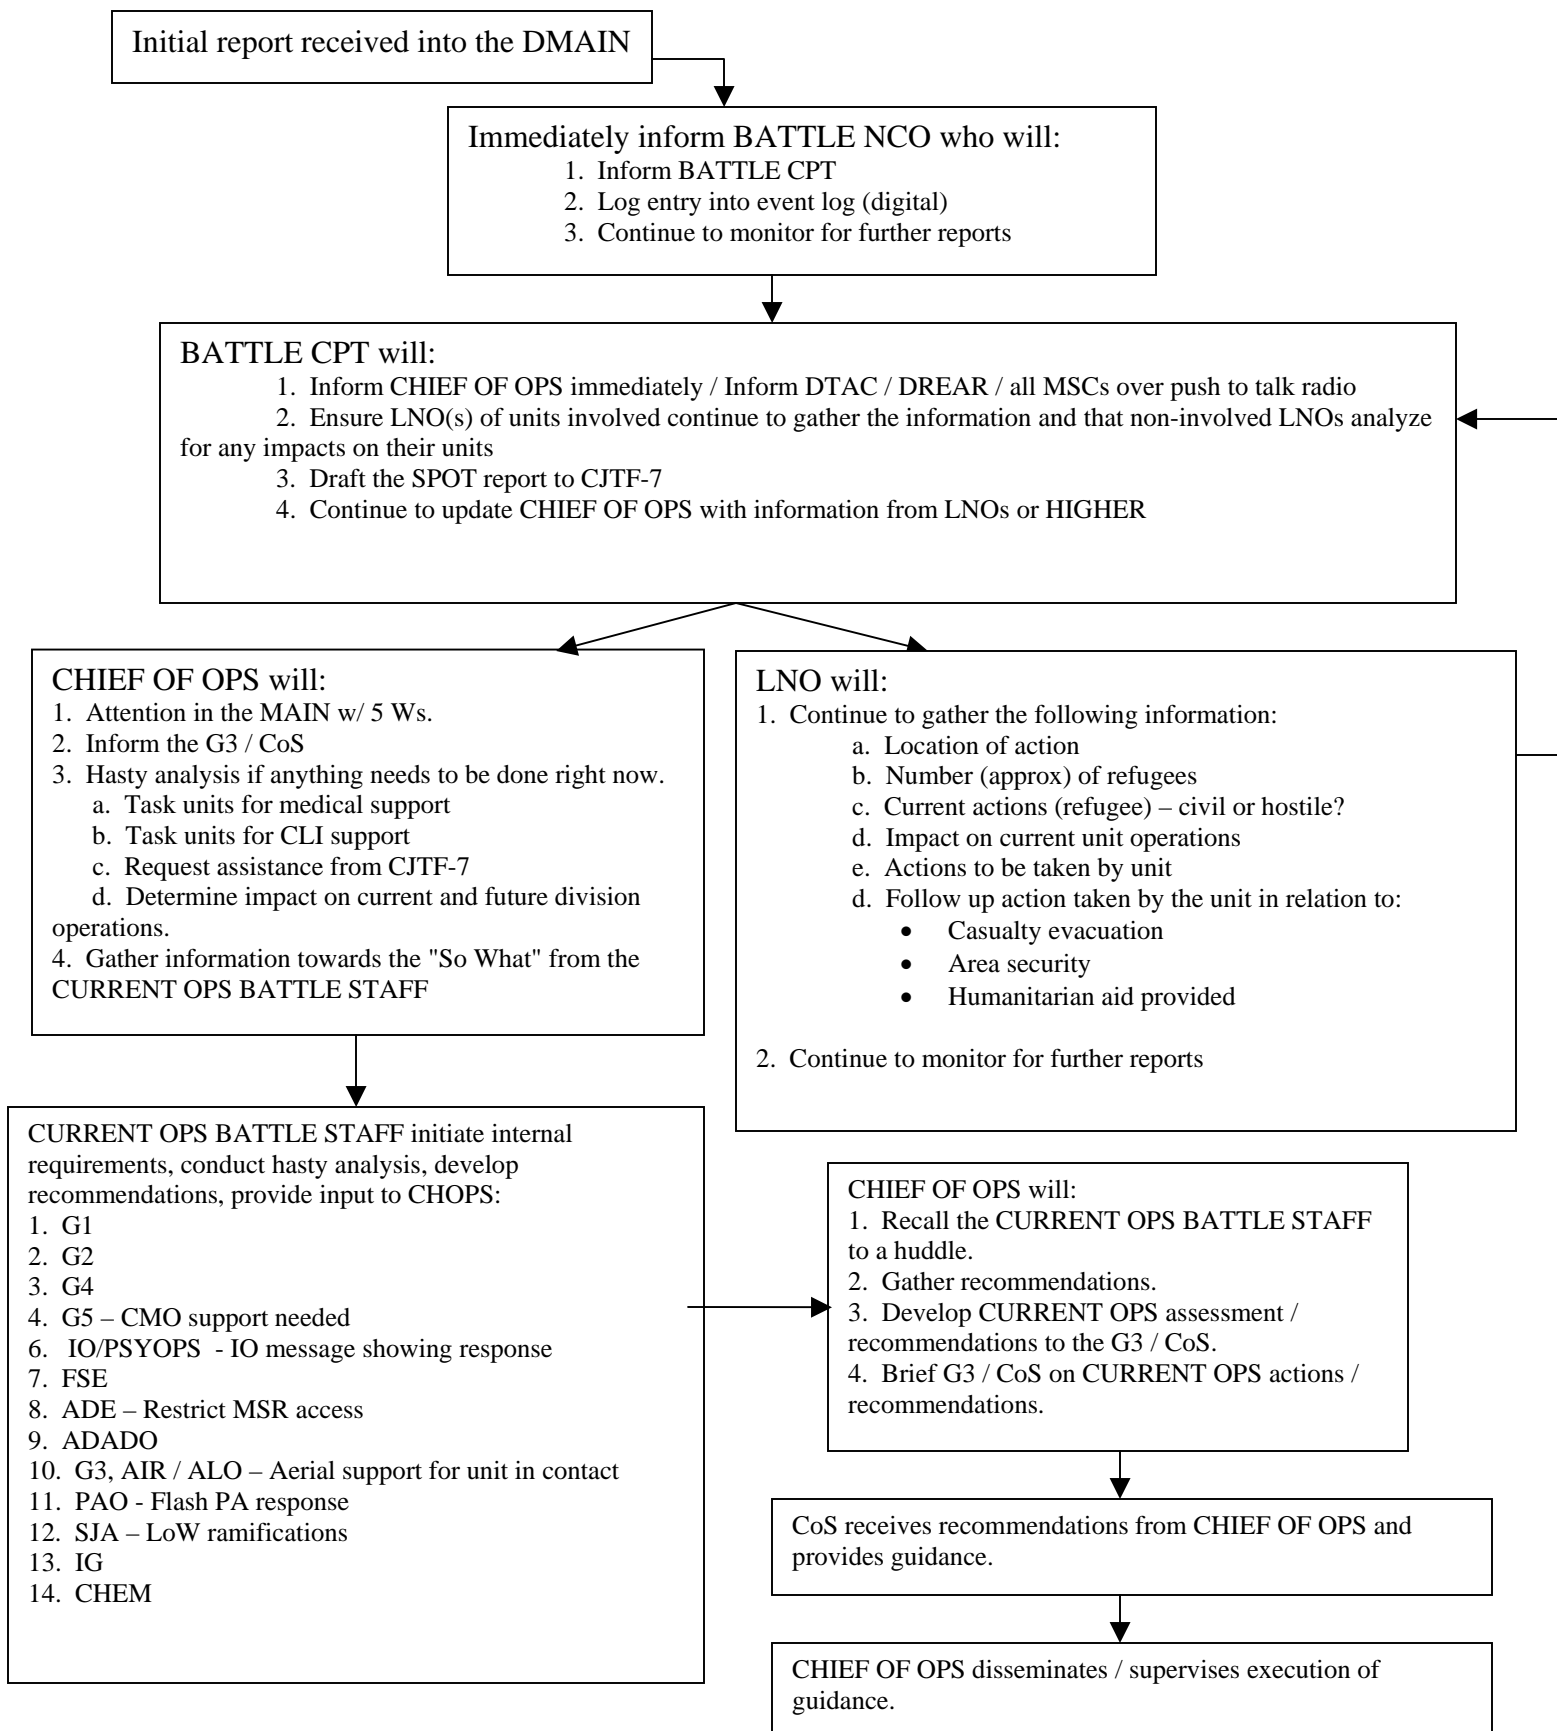 Initial report received into the DMAIN
Immediately inform BATTLE NCO who will:
1. Inform BATTLE CPT
2. Log entry into event log (digital)
3. Continue to monitor for further reports
BATTLE CPT will:
1. Inform CHIEF OF OPS immediately / Inform DTAC / DREAR / all MSCs over push to talk radio
2. Ensure LNO(s) of units involved continue to gather the information and that non-involved LNOs analyze
for any impacts on their units
3. Draft the SPOT report to CJTF-7
4. Continue to update CHIEF OF OPS with information from LNOs or HIGHER
CHIEF OF OPS will:
1. Attention in the MAIN w/ 5 Ws.
2. Inform the G3 / CoS
3. Hasty analysis if anything needs to be done right now.
a. Task units for medical support
b. Task units for CLI support
c. Request assistance from CJTF-7
d. Determine impact on current and future division
operations.
4. Gather information towards the "So What" from the
CURRENT OPS BATTLE STAFF
LNO will:
1. Continue to gather the following information:
a. Location of action
b. Number (approx) of refugees
c. Current actions (refugee) – civil or hostile?
d. Impact on current unit operations
e. Actions to be taken by unit
d. Follow up action taken by the unit in relation to:
• Casualty evacuation
• Area security
• Humanitarian aid provided
2. Continue to monitor for further reports
CURRENT OPS BATTLE STAFF initiate internal
requirements, conduct hasty analysis, develop
recommendations, provide input to CHOPS:
1. G1
2. G2
3. G4
4. G5 – CMO support needed
6. IO/PSYOPS - IO message showing response
7. FSE
8. ADE – Restrict MSR access
9. ADADO
10. G3, AIR / ALO – Aerial support for unit in contact
11. PAO - Flash PA response
12. SJA – LoW ramifications
13. IG
14. CHEM
CHIEF OF OPS will:
1. Recall the CURRENT OPS BATTLE STAFF
to a huddle.
2. Gather recommendations.
3. Develop CURRENT OPS assessment /
recommendations to the G3 / CoS.
4. Brief G3 / CoS on CURRENT OPS actions /
recommendations.
CoS receives recommendations from CHIEF OF OPS and
provides guidance.
CHIEF OF OPS disseminates / supervises execution of
guidance.